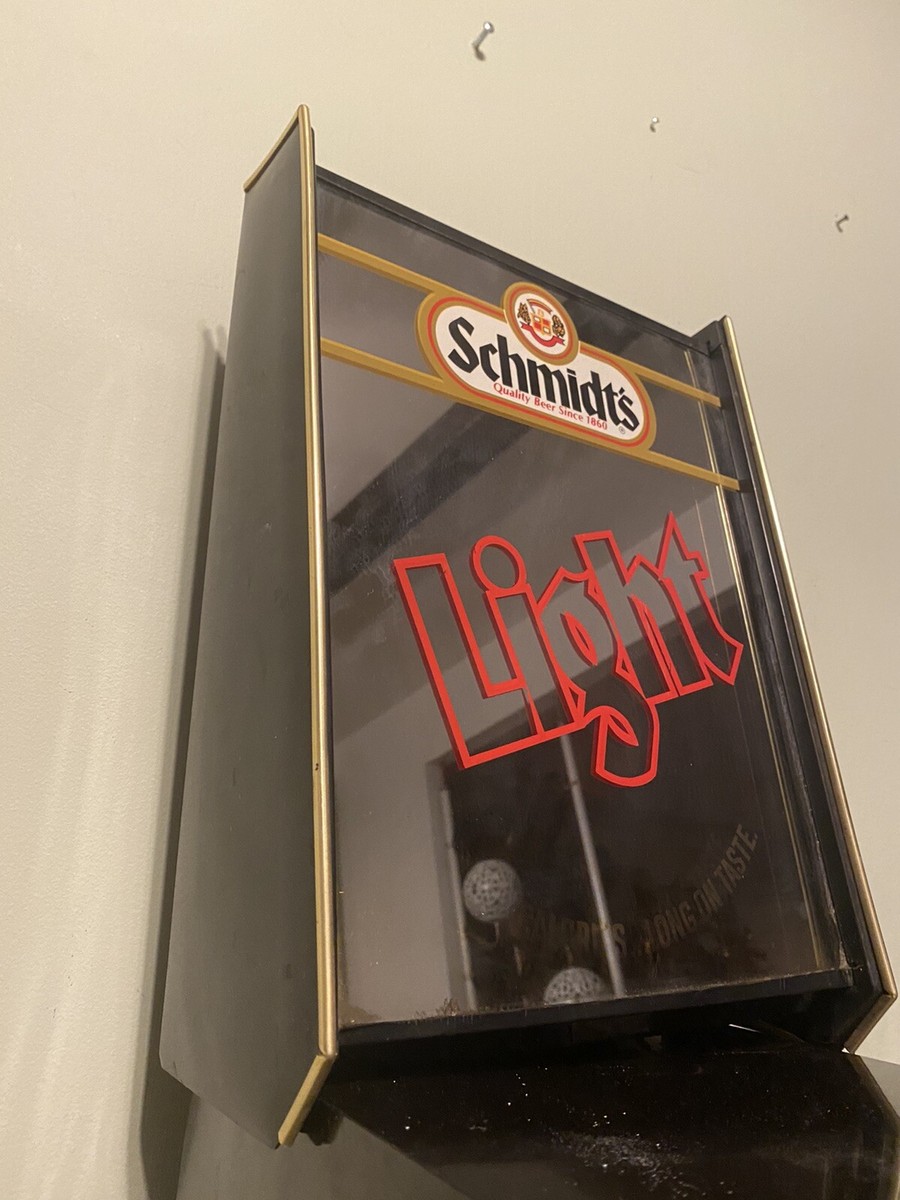 Schmidt's
Quality Beer Since 1860
®
Light
LONG ON TASTE.